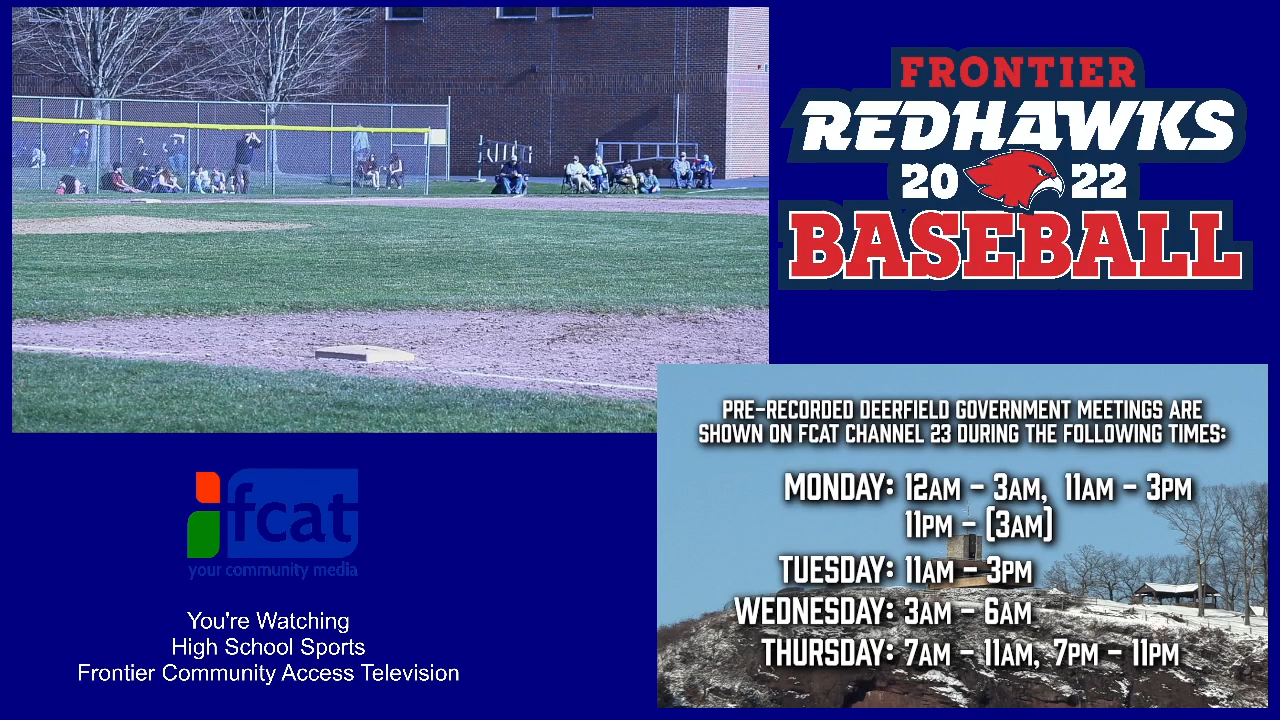 FRONTIER
REDHAWKS
20 22
BASEBALL
PRE-RECORDED DEERFIELD GOVERNMENT MEETINGS ARE
SHOWN ON FCAT CHANNEL 23 DURING THE FOLLOWING TIMES:
MONDAY: 12AM - 3AM, 11AM - 3PM
11PM - (3AM)
TUESDAY: 11AM - 3PM
WEDNESDAY: 3AM - 6AM
THURSDAY: 7AM - 11AM, 7PM - 11PM
fcat
your community media
You're Watching
High School Sports
Frontier Community Access Television